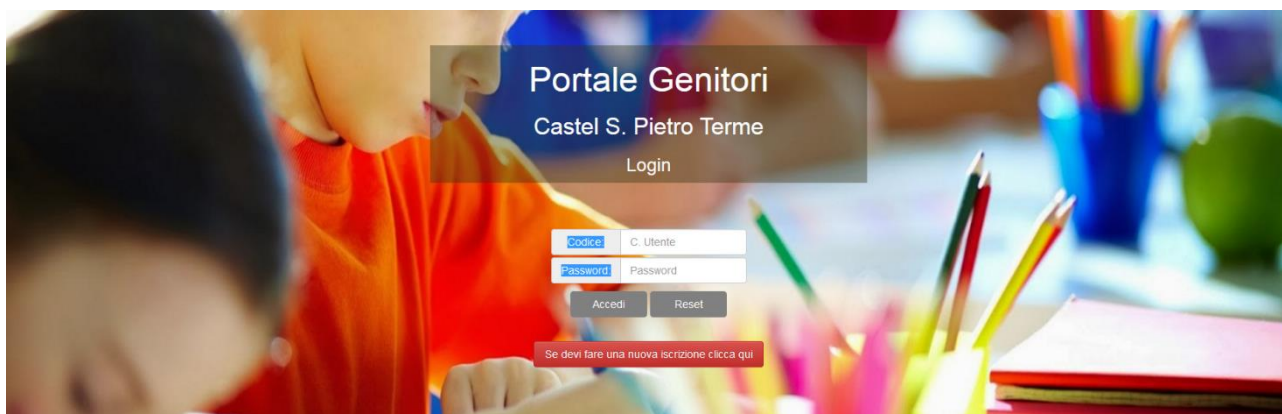 Portale Genitori
Castel S. Pietro Terme
Login
Codice: C. Utente
Password: Password
Accedi Reset
Se devi fare una nuova iscrizione clicca qui